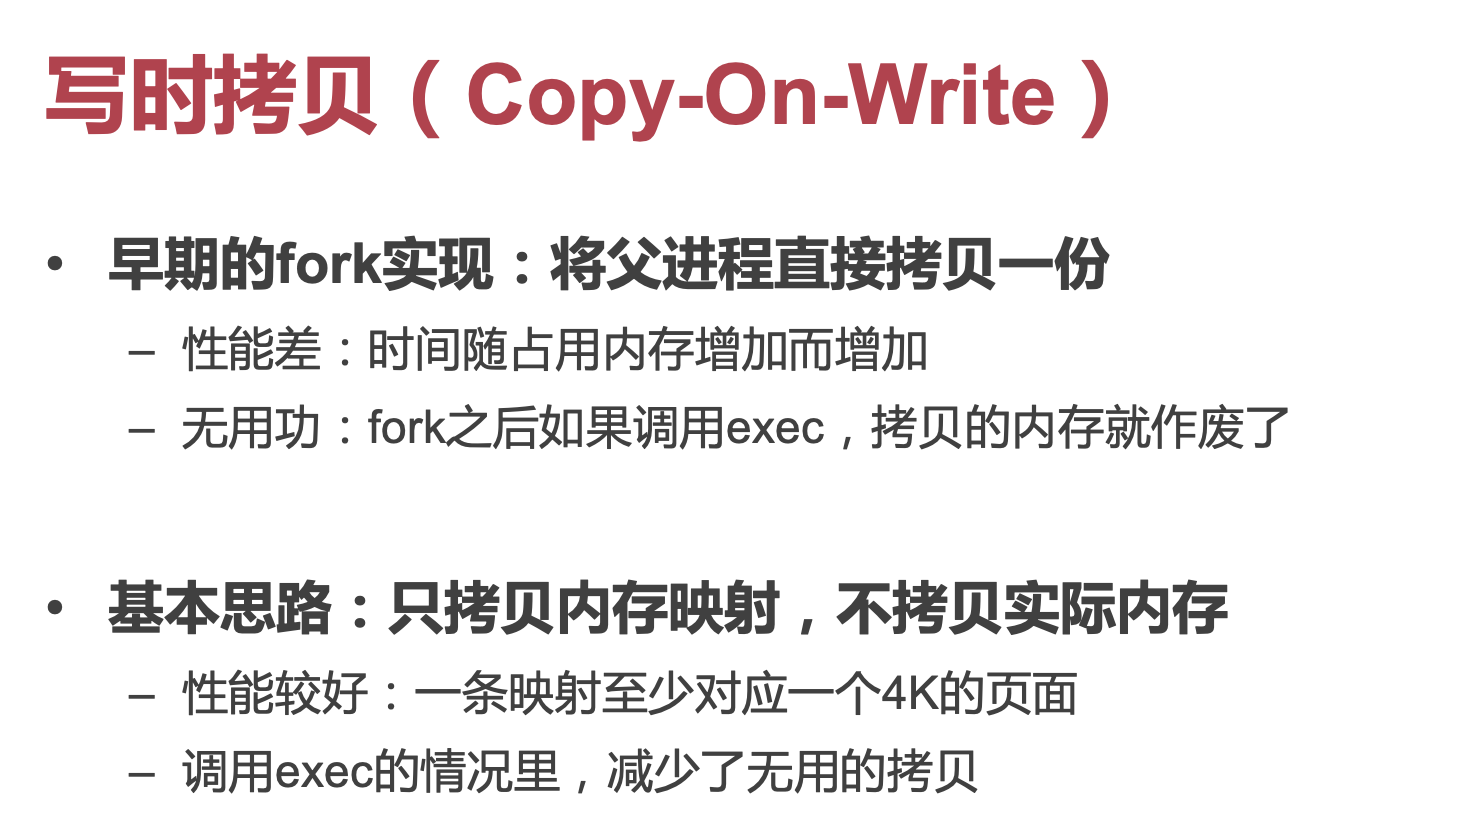 写时拷贝（Copy-On-Write）
• 早期的fork实现：将父进程直接拷贝一份
– 性能差：时间随占用内存增加而增加
– 无用功：fork之后如果调用exec，拷贝的内存就作废了
• 基本思路：只拷贝内存映射，不拷贝实际内存
– 性能较好：一条映射至少对应一个4K的页面
– 调用exec的情况里，减少了无用的拷贝